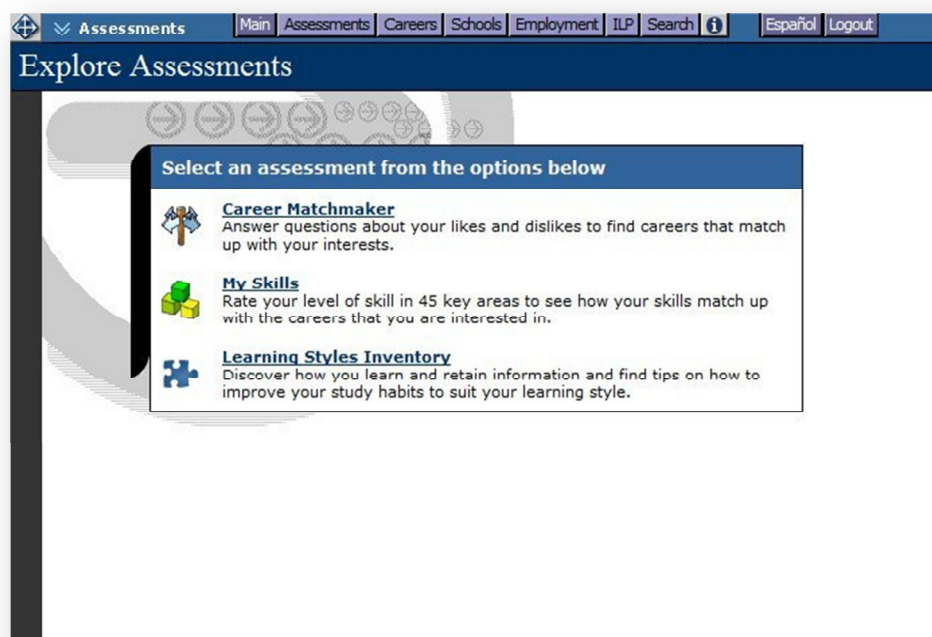 Assessments Main Assessments Careers Schools Employment ILP Search i Español Logout
Explore Assessments
Select an assessment from the options below
Career Matchmaker
Answer questions about your likes and dislikes to find careers that match
up with your interests.
My Skills
Rate your level of skill in 45 key areas to see how your skills match up
with the careers that you are interested in.
Learning Styles Inventory
Discover how you learn and retain information and find tips on how to
improve your study habits to suit your learning style.